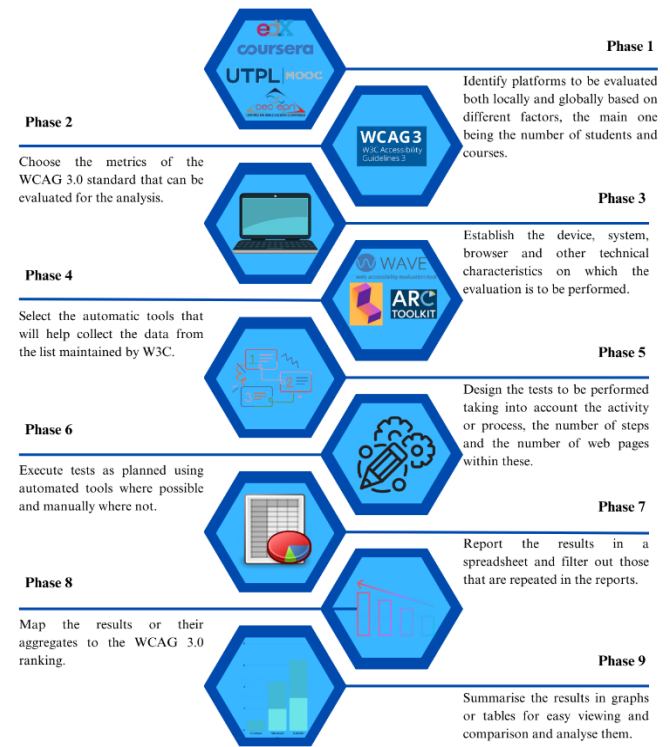 edX
coursera
UTPL MOOC
Phase 1
Identify platforms to be evaluated
both locally and globally based on
different factors, the main one
being the number of students and
courses.
Phase 2
WCAG3
W3C Accessibility
Guidelines 3
Choose the metrics of the
WCAG 3.0 standard that can be
evaluated for the analysis.
Phase 3
Establish the device, system,
browser and other technical
characteristics on which the
evaluation is to be performed.
Phase 4
WAVE
web accessibility evaluation tool
ARC
TOOLKIT
Select the automatic tools that
will help collect the data from
the list maintained by W3C.
1
2
3
Phase 5
Design the tests to be performed
taking into account the activity
or process, the number of steps
and the number of web pages
within these.
Phase 6
Execute tests as planned using
automated tools where possible
and manually where not.
Phase 7
Report the results in a
spreadsheet and filter out those
that are repeated in the reports.
Phase 8
Map the results or their
aggregates to the WCAG 3.0
ranking.
Phase 9
Summarise the results in graphs
or tables for easy viewing and
comparison and analyse them.